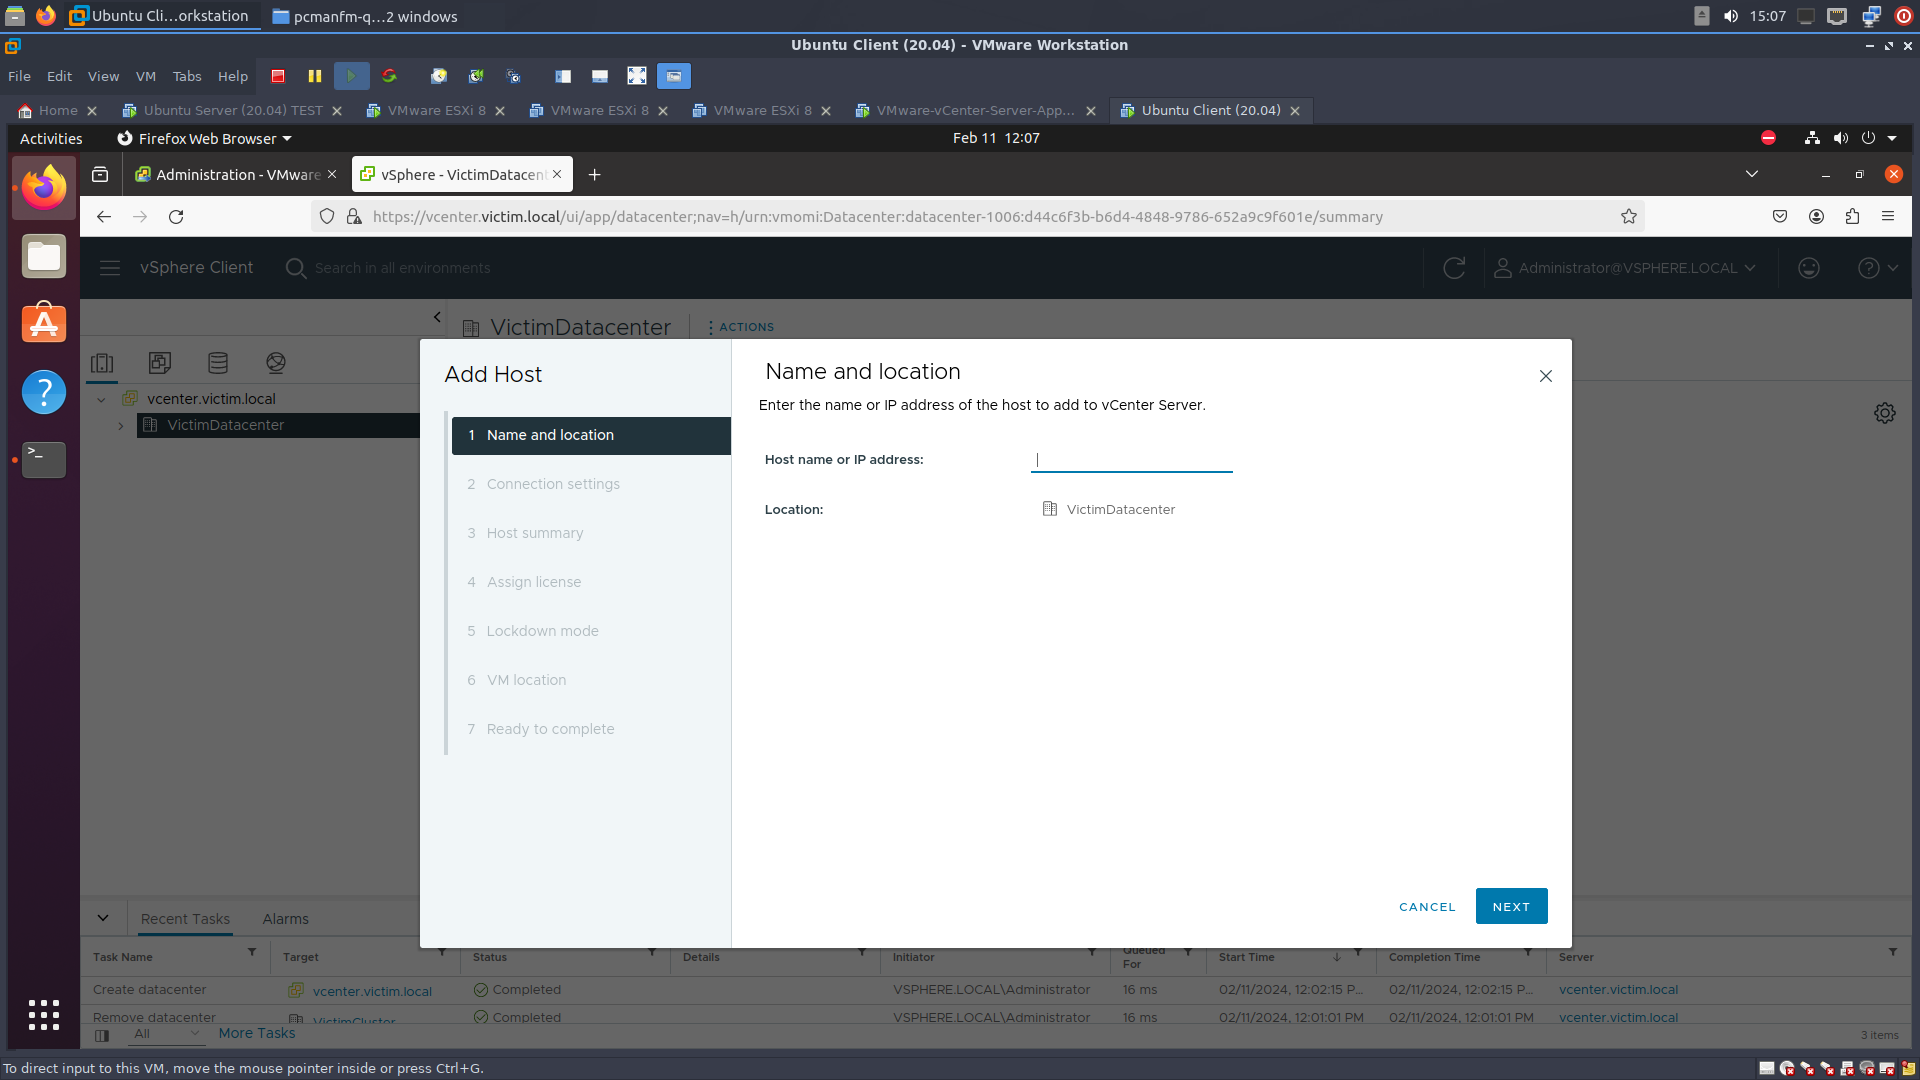 Ubuntu Cli...orkstation
pcmanfm-q...2 windows
15:07
Ubuntu Client (20.04) - VMware Workstation
File Edit View VM Tabs Help
Home
Ubuntu Server (20.04) TEST
VMware ESXi 8
VMware ESXi 8
VMware ESXi 8
VMware-vCenter-Server-App...
Ubuntu Client (20.04)
Activities
Firefox Web Browser
Feb 11 12:07
Administration - VMware
vSphere - VictimDatacent
https://vcenter.victim.local/ui/app/datacenter;nav=h/urn:vmomi:Datacenter:datacenter-1006:d44c6f3b-b6d4-4848-9786-652a9c9f601e/summary
vSphere Client
Search in all environments
Administrator@VSPHERE.LOCAL
VictimDatacenter
ACTIONS
vcenter.victim.local
VictimDatacenter
Add Host
1 Name and location
2 Connection settings
3 Host summary
4 Assign license
5 Lockdown mode
6 VM location
7 Ready to complete
Name and location
Enter the name or IP address of the host to add to vCenter Server.
Host name or IP address:
Location:
VictimDatacenter
CANCEL
NEXT
Recent Tasks
Alarms
Task Name
Target
Status
Details
Initiator
Queued For
Start Time
Completion Time
Server
Create datacenter
vcenter.victim.local
Completed
VSPHERE.LOCAL\Administrator
16 ms
02/11/2024, 12:02:15 P...
02/11/2024, 12:02:15 P...
vcenter.victim.local
Remove datacenter
VictimCluster
Completed
VSPHERE.LOCAL\Administrator
16 ms
02/11/2024, 12:01:01 PM
02/11/2024, 12:01:01 PM
vcenter.victim.local
All
More Tasks
3 items
To direct input to this VM, move the mouse pointer inside or press Ctrl+G.